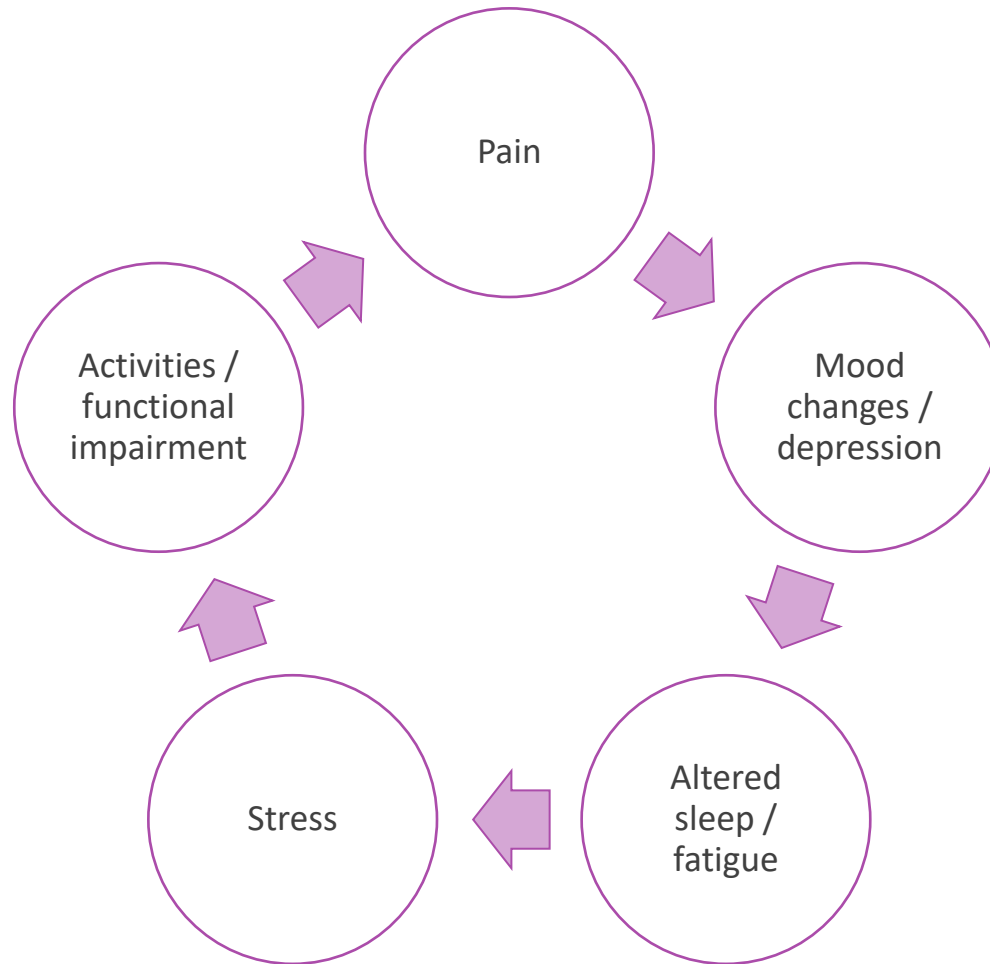 Pain
Mood
changes /
depression
Altered
sleep /
fatigue
Stress
Activities /
functional
impairment